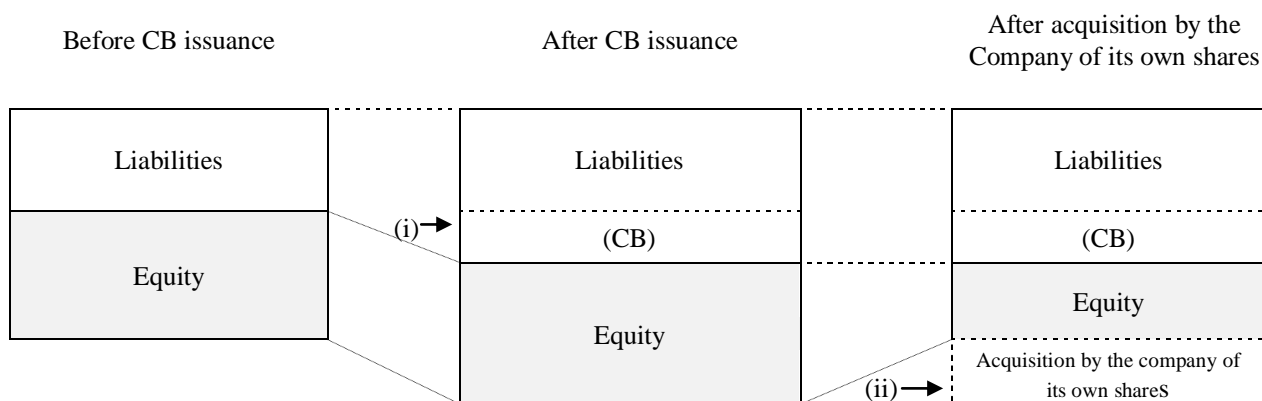 Before CB issuance
After CB issuance
After acquisition by the
Company of its own shares
Liabilities
Liabilities
Liabilities
(i)
(CB)
(CB)
Equity
Equity
Equity
(ii)
Acquisition by the company of
its own shares